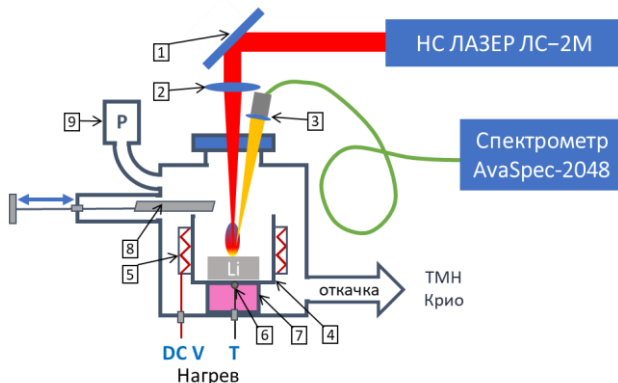 1
НС ЛАЗЕР ЛС−2М
2
3
9
P
Спектрометр
AvaSpec-2048
8
5
Li
откачка
ТМН
Крио
6
7
4
DC V
T
Нагрев